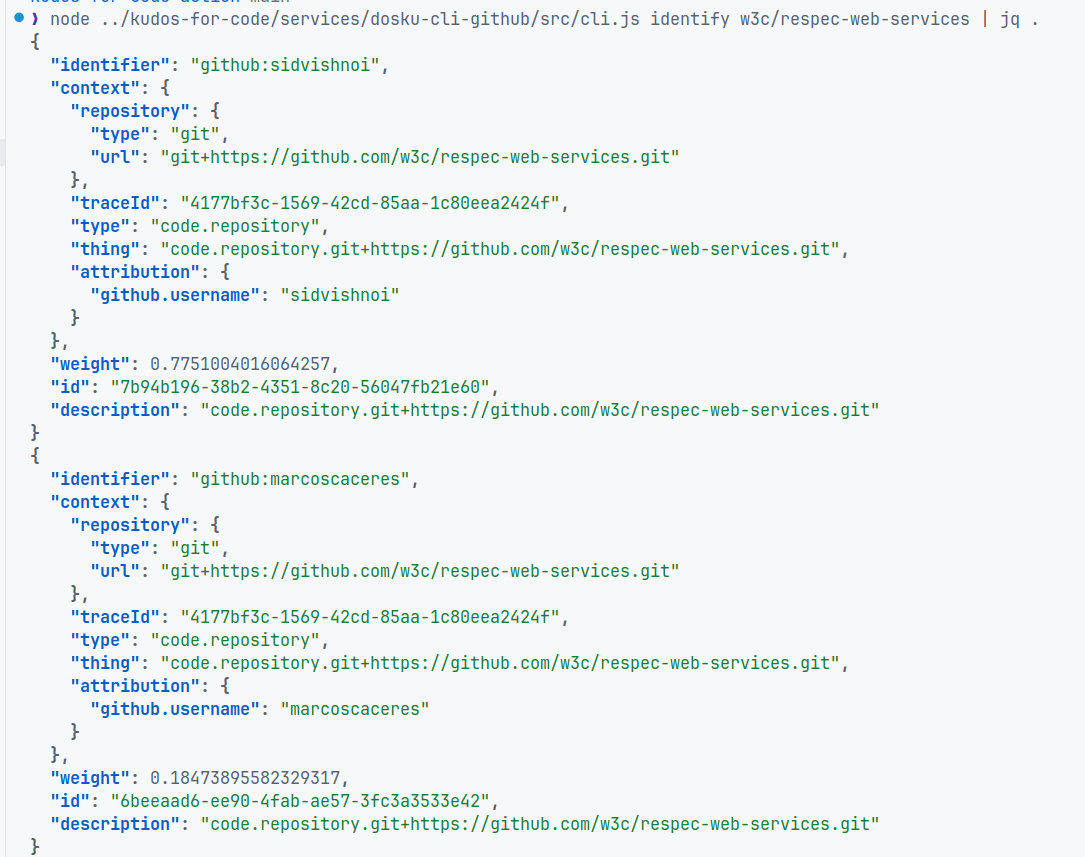 ❯ node ../kudos-for-code/services/dosku-cli-github/src/cli.js identify w3c/respec-web-services | jq .
{
  "identifier": "github:sidvishnoi",
  "context": {
    "repository": {
      "type": "git",
      "url": "git+https://github.com/w3c/respec-web-services.git"
    },
    "traceId": "4177bf3c-1569-42cd-85aa-1c80eea2424f",
    "type": "code.repository",
    "thing": "code.repository.git+https://github.com/w3c/respec-web-services.git",
    "attribution": {
      "github.username": "sidvishnoi"
    }
  },
  "weight": 0.7751004016064257,
  "id": "7b94b196-38b2-4351-8c20-56047fb21e60",
  "description": "code.repository.git+https://github.com/w3c/respec-web-services.git"
}
{
  "identifier": "github:marcoscaceres",
  "context": {
    "repository": {
      "type": "git",
      "url": "git+https://github.com/w3c/respec-web-services.git"
    },
    "traceId": "4177bf3c-1569-42cd-85aa-1c80eea2424f",
    "type": "code.repository",
    "thing": "code.repository.git+https://github.com/w3c/respec-web-services.git",
    "attribution": {
      "github.username": "marcoscaceres"
    }
  },
  "weight": 0.18473895582329317,
  "id": "6beeaad6-ee90-4fab-ae57-3fc3a3533e42",
  "description": "code.repository.git+https://github.com/w3c/respec-web-services.git"
}